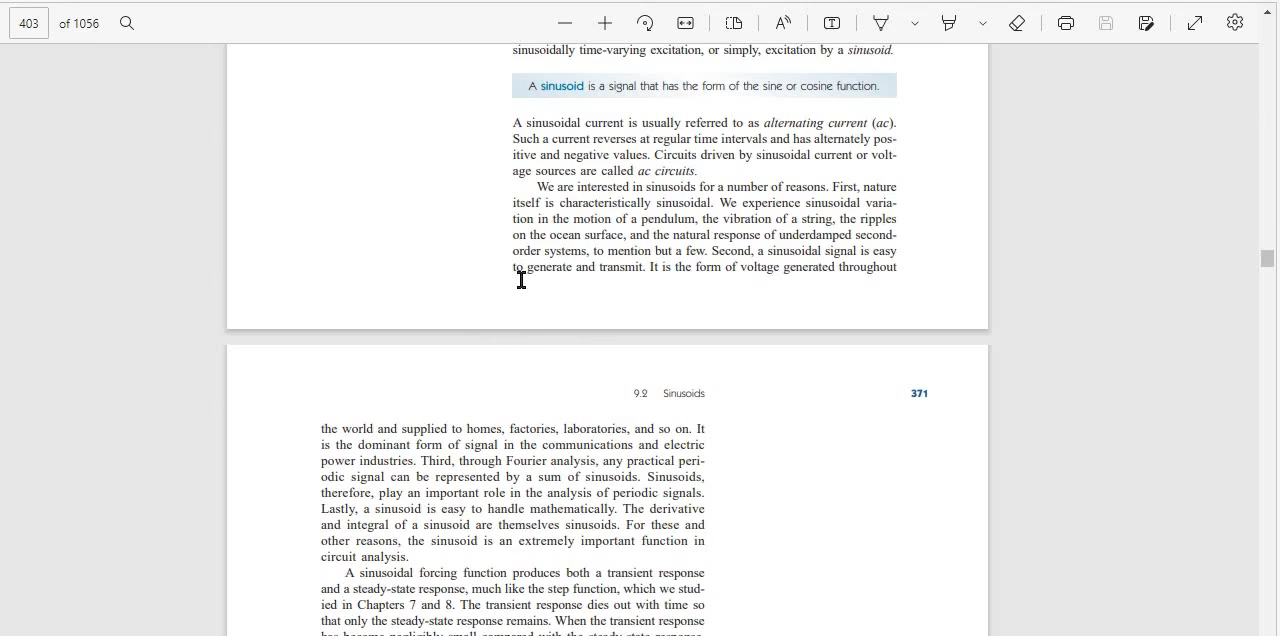 403 of 1056
sinusoidally time-varying excitation, or simply, excitation by a sinusoid.
A sinusoid is a signal that has the form of the sine or cosine function.
A sinusoidal current is usually referred to as alternating current (ac).
Such a current reverses at regular time intervals and has alternately pos-
itive and negative values. Circuits driven by sinusoidal current or volt-
age sources are called ac circuits.
We are interested in sinusoids for a number of reasons. First, nature
itself is characteristically sinusoidal. We experience sinusoidal varia-
tion in the motion of a pendulum, the vibration of a string, the ripples
on the ocean surface, and the natural response of underdamped second-
order systems, to mention but a few. Second, a sinusoidal signal is easy
to generate and transmit. It is the form of voltage generated throughout
9.2 Sinusoids 371
the world and supplied to homes, factories, laboratories, and so on. It
is the dominant form of signal in the communications and electric
power industries. Third, through Fourier analysis, any practical peri-
odic signal can be represented by a sum of sinusoids. Sinusoids,
therefore, play an important role in the analysis of periodic signals.
Lastly, a sinusoid is easy to handle mathematically. The derivative
and integral of a sinusoid are themselves sinusoids. For these and
other reasons, the sinusoid is an extremely important function in
circuit analysis.
A sinusoidal forcing function produces both a transient response
and a steady-state response, much like the step function, which we stud-
ied in Chapters 7 and 8. The transient response dies out with time so
that only the steady-state response remains. When the transient response
has become negligibly small compared with the steady-state response,